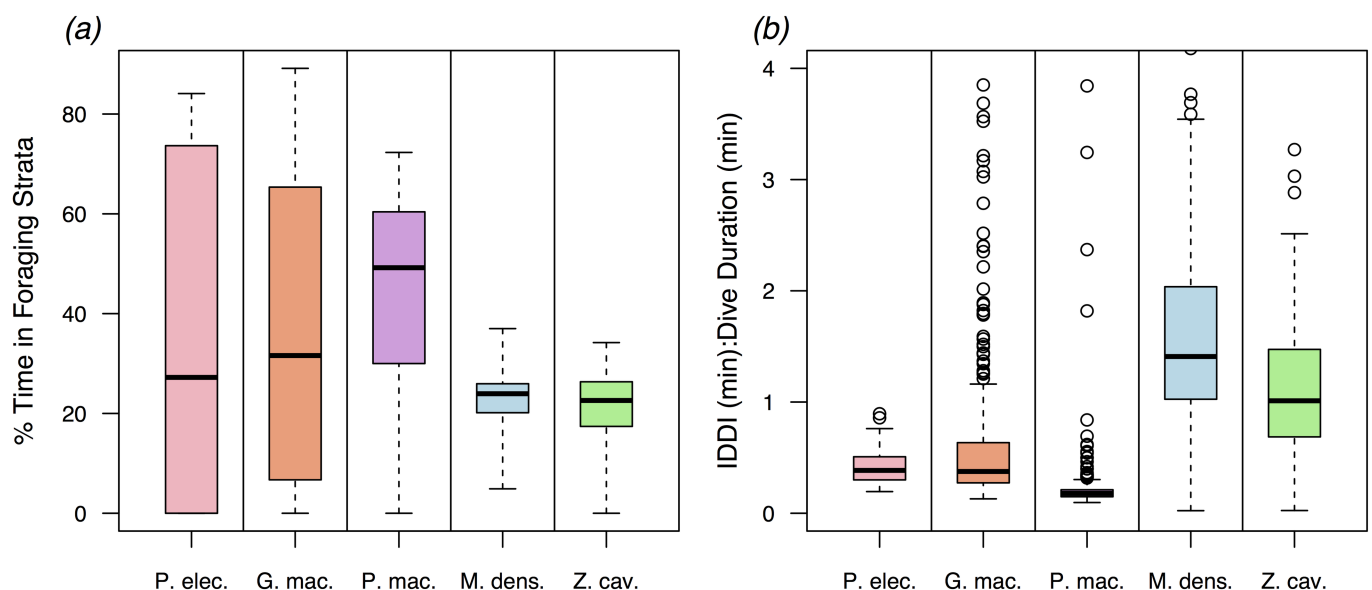 (a)
% Time in Foraging Strata
80
60
40
20
0
P. elec.
G. mac.
P. mac.
M. dens.
Z. cav.
(b)
IDDI (min):Dive Duration (min)
4
3
2
1
0
P. elec.
G. mac.
P. mac.
M. dens.
Z. cav.